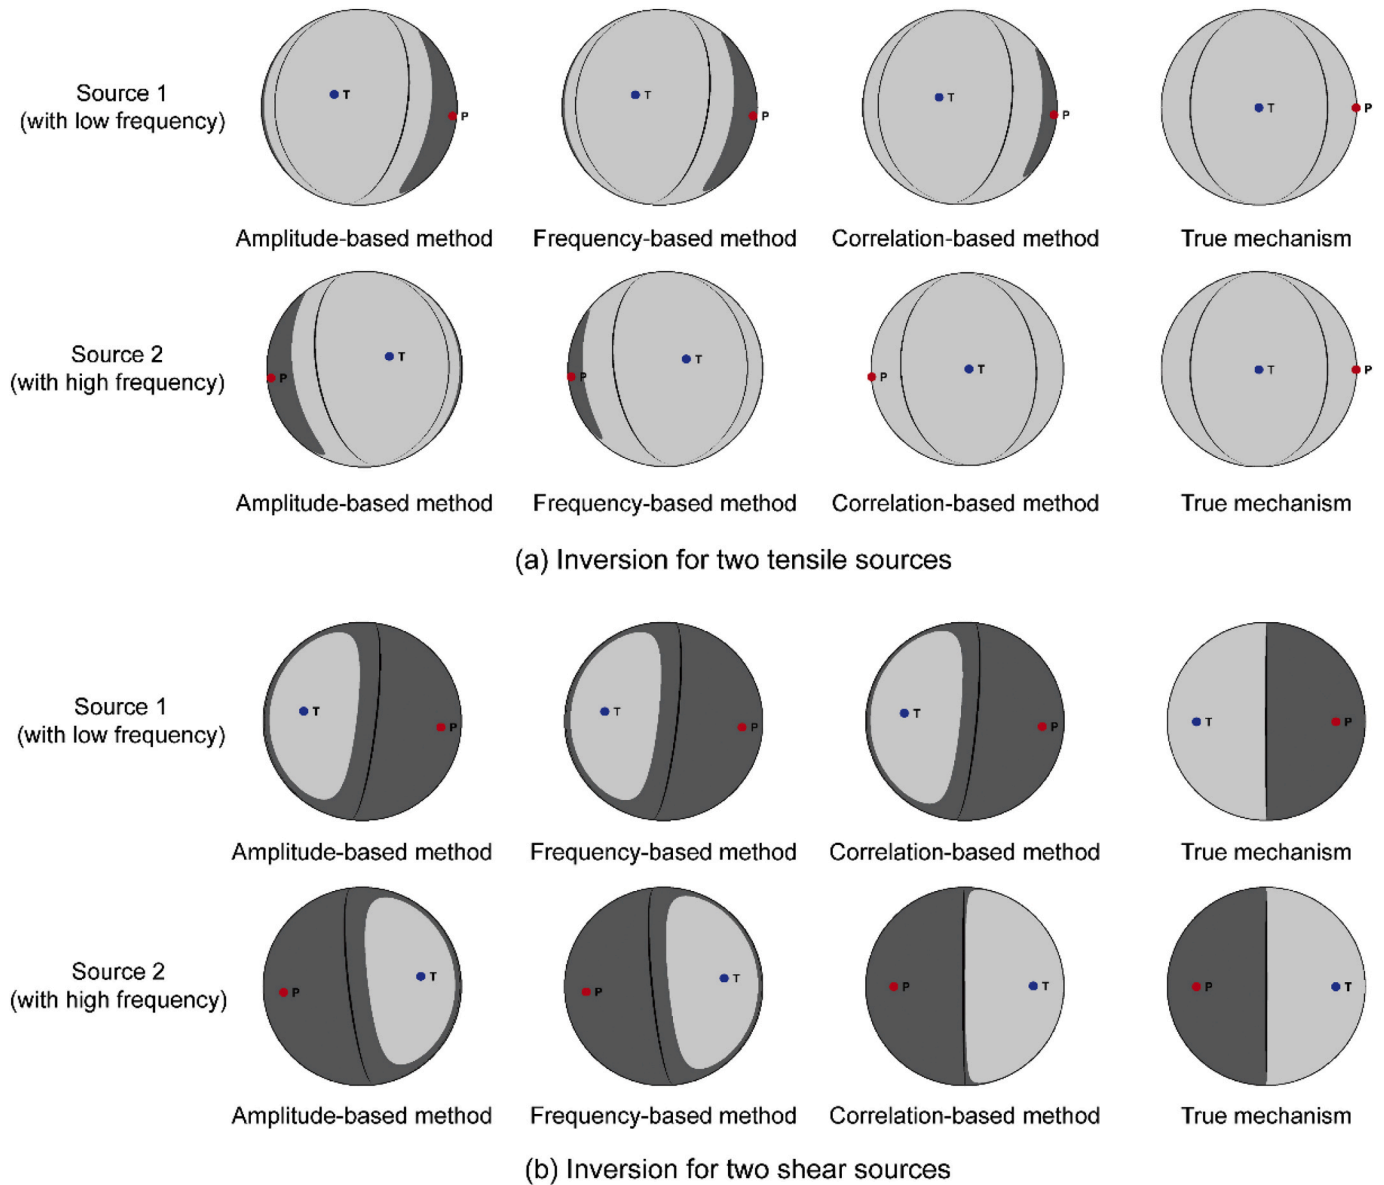 Source 1
(with low frequency)
T
P
T
P
T
P
T
P
Amplitude-based method
Frequency-based method
Correlation-based method
True mechanism
Source 2
(with high frequency)
P
T
P
T
P
T
T
P
Amplitude-based method
Frequency-based method
Correlation-based method
True mechanism
(a) Inversion for two tensile sources
Source 1
(with low frequency)
T
P
T
P
T
P
T
P
Amplitude-based method
Frequency-based method
Correlation-based method
True mechanism
Source 2
(with high frequency)
P
T
P
T
P
T
P
T
Amplitude-based method
Frequency-based method
Correlation-based method
True mechanism
(b) Inversion for two shear sources